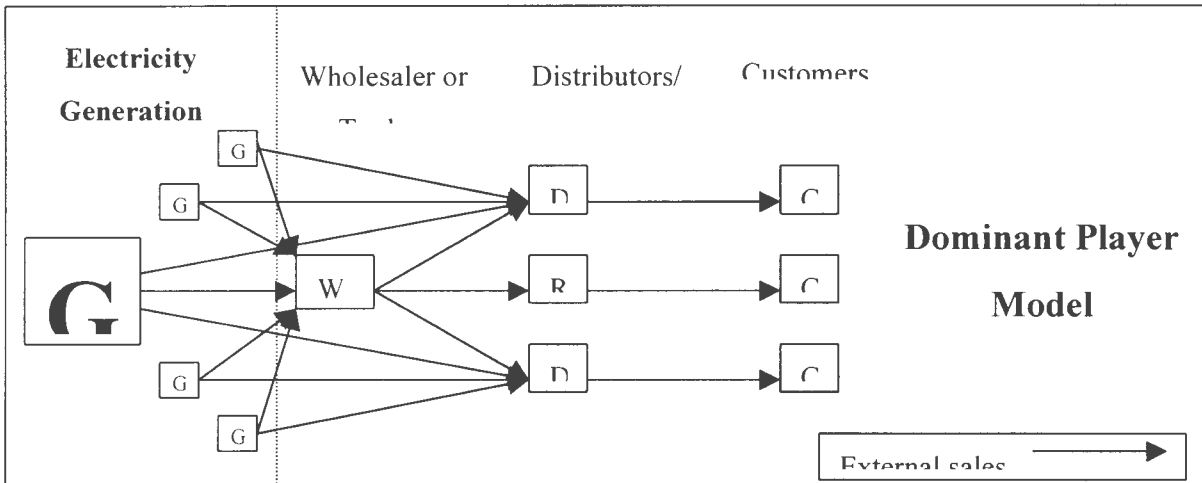 Electricity
Generation
Wholesaler or
Distributors/
Customers
G
G
G
W
D
R
D
C
C
C
G
G
Dominant Player
Model
External sales